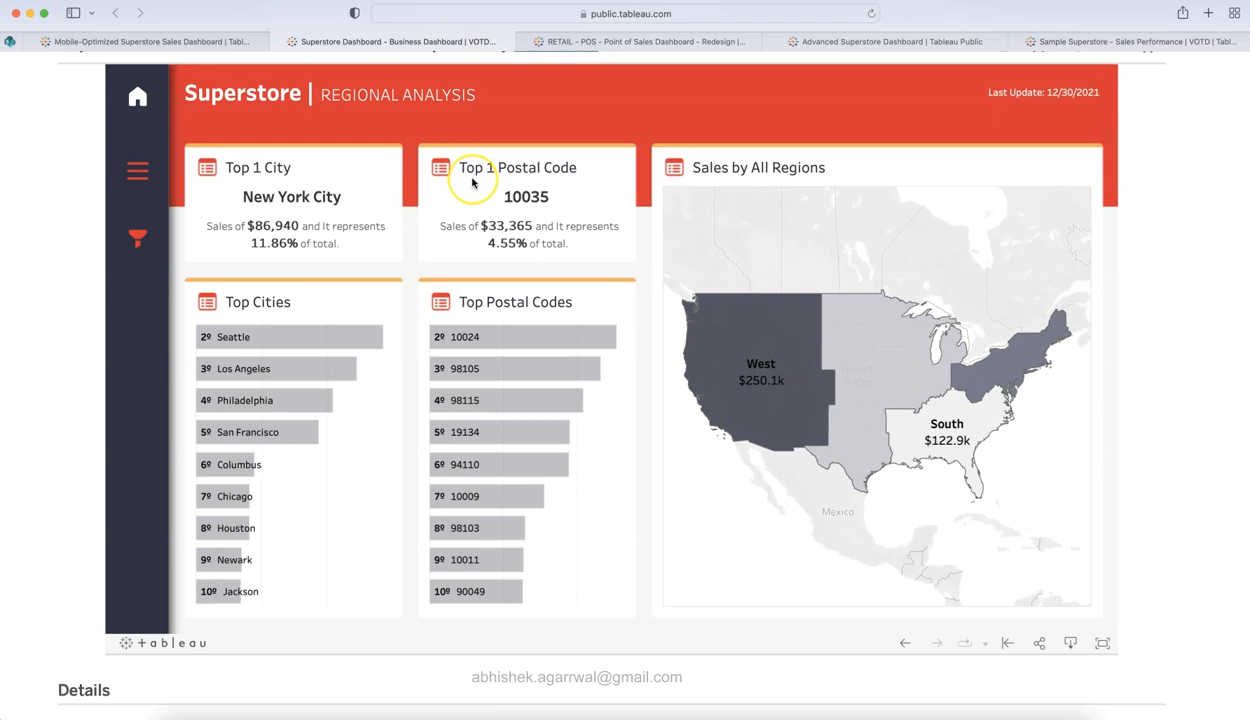 public.tableau.com
Mobile-Optimized Superstore Sales Dashboard | Tabl...
Superstore Dashboard - Business Dashboard | VOTD...
RETAIL - POS - Point of Sales Dashboard - Redesign |...
Advanced Superstore Dashboard | Tableau Public
Sample Superstore - Sales Performance | VOTD | Tabl...
Superstore | REGIONAL ANALYSIS
Last Update: 12/30/2021
Top 1 City
New York City
Sales of $86,940 and It represents
11.86% of total.
Top 1 Postal Code
10035
Sales of $33,365 and It represents
4.55% of total.
Top Cities
2º Seattle
3º Los Angeles
4º Philadelphia
5º San Francisco
6º Columbus
7º Chicago
8º Houston
9º Newark
10º Jackson
Top Postal Codes
2º 10024
3º 98105
4º 98115
5º 19134
6º 94110
7º 10009
8º 98103
9º 10011
10º 90049
Sales by All Regions
West
$250.1k
United
States
South
$122.9k
Mexico
+ a b | e a u
abhishek.agarrwal@gmail.com
Details